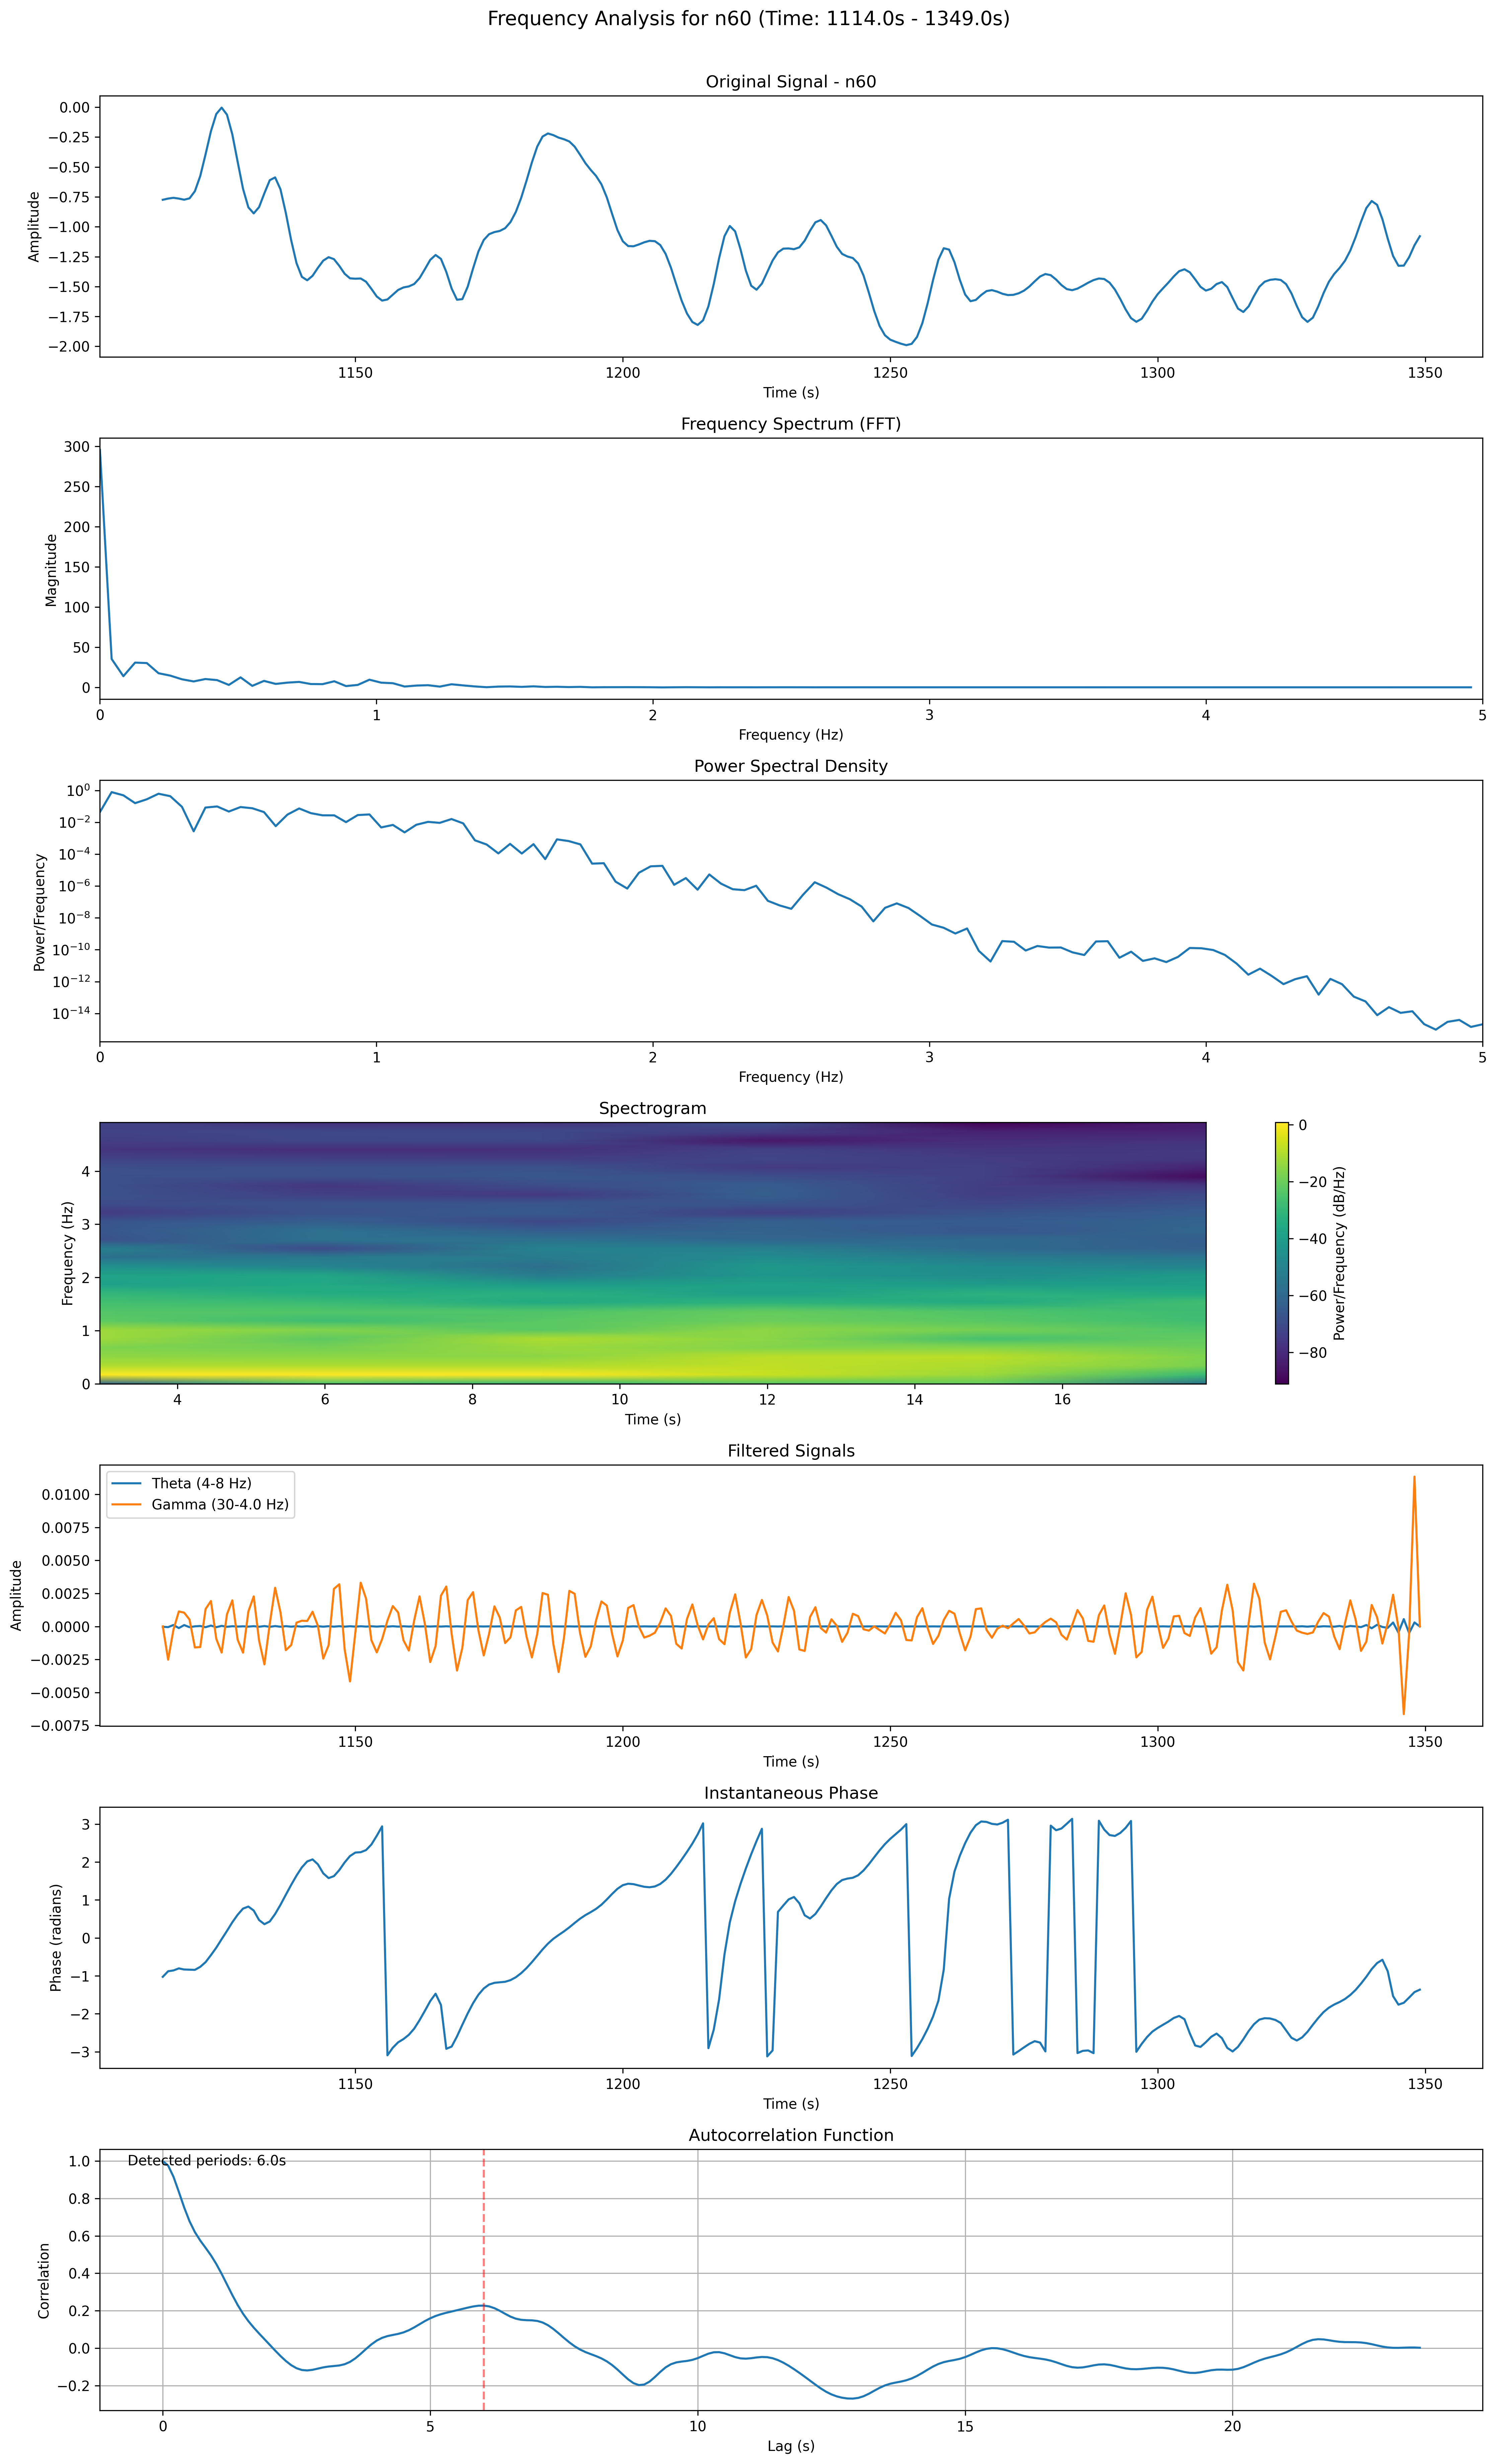 Frequency Analysis for n60 (Time: 1114.0s - 1349.0s)
Original Signal - n60
0.00
−0.25
−0.50
−0.75
−1.00
−1.25
−1.50
−1.75
−2.00
Amplitude
1150 1200 1250 1300 1350
Time (s)
Frequency Spectrum (FFT)
300
250
200
150
100
50
0
Magnitude
0 1 2 3 4 5
Frequency (Hz)
Power Spectral Density
10⁰
10⁻²
10⁻⁴
10⁻⁶
10⁻⁸
10⁻¹⁰
10⁻¹²
10⁻¹⁴
Power/Frequency
0 1 2 3 4 5
Frequency (Hz)
Spectrogram
4
3
2
1
0
Frequency (Hz)
4 6 8 10 12 14 16
Time (s)
0
−20
−40
−60
−80
Power/Frequency (dB/Hz)
Filtered Signals
Theta (4-8 Hz)
Gamma (30-4.0 Hz)
0.0100
0.0075
0.0050
0.0025
0.0000
−0.0025
−0.0050
−0.0075
Amplitude
1150 1200 1250 1300 1350
Time (s)
Instantaneous Phase
3
2
1
0
−1
−2
−3
Phase (radians)
1150 1200 1250 1300 1350
Time (s)
Autocorrelation Function
Detected periods: 6.0s
1.0
0.8
0.6
0.4
0.2
0.0
−0.2
Correlation
0 5 10 15 20
Lag (s)